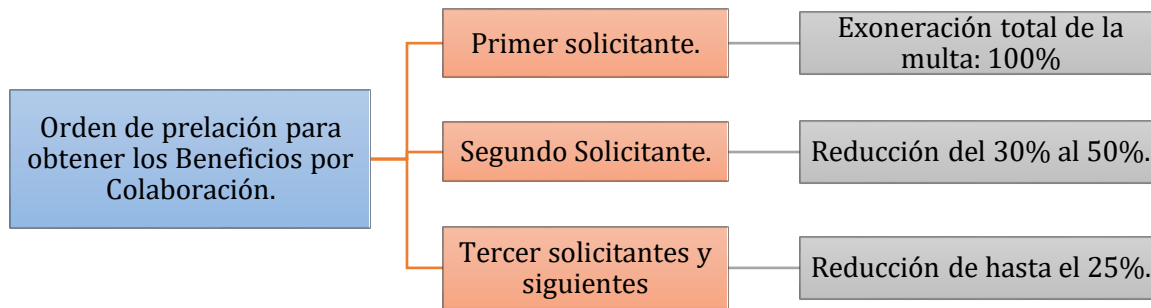 Orden de prelación para
obtener los Beneficios por
Colaboración.
Primer solicitante.
Exoneración total de la
multa: 100%
Segundo Solicitante.
Reducción del 30% al 50%.
Tercer solicitantes y
siguientes
Reducción de hasta el 25%.